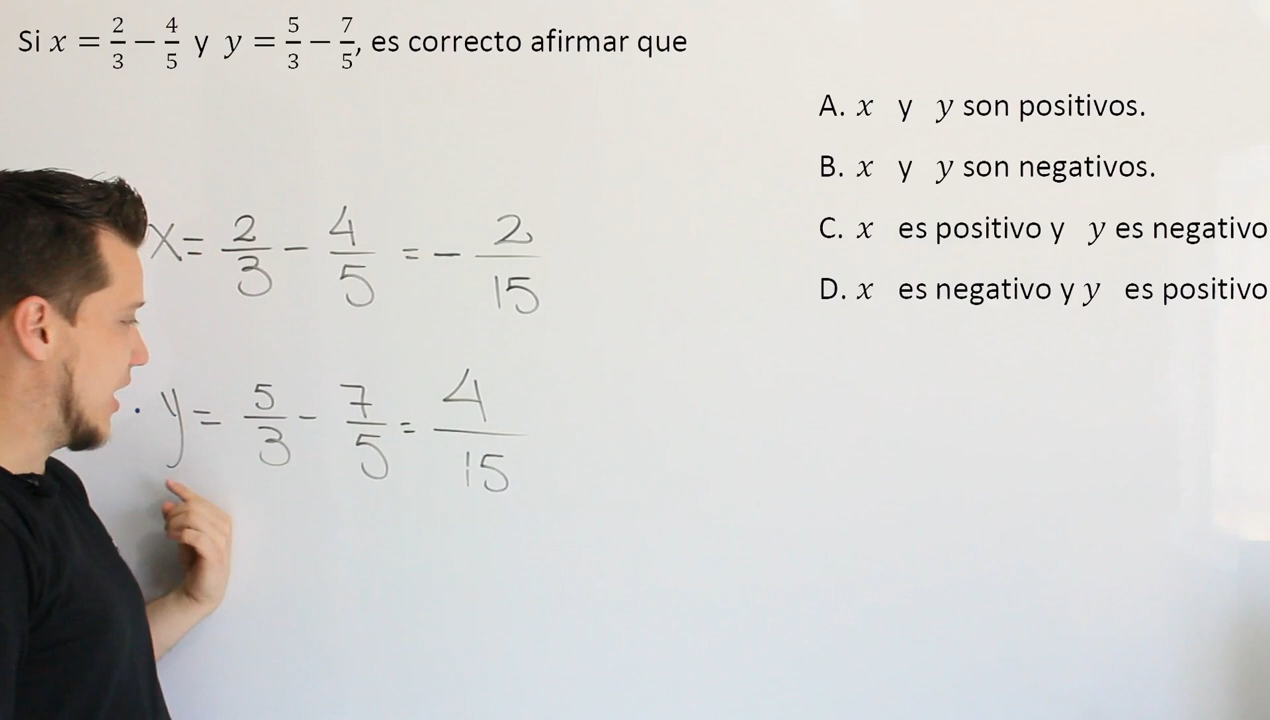 Si x = 2/3 − 4/5 y y = 5/3 − 7/5, es correcto afirmar que
A. x y y son positivos.
B. x y y son negativos.
C. x es positivo y y es negativo
D. x es negativo y y es positivo
x = 2/3 - 4/5 = - 2/15
y = 5/3 - 7/5 = 4/15